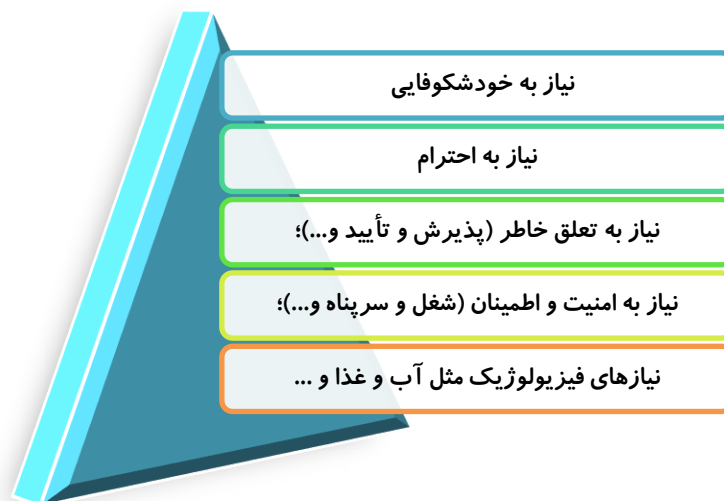 نیاز به خودشکوفایی
نیاز به احترام
نیاز به تعلق خاطر (پذیرش و تأیید و...)؛
نیاز به امنیت و اطمینان (شغل و سرپناه و...)؛
نیازهای فیزیولوژیک مثل آب و غذا و ...